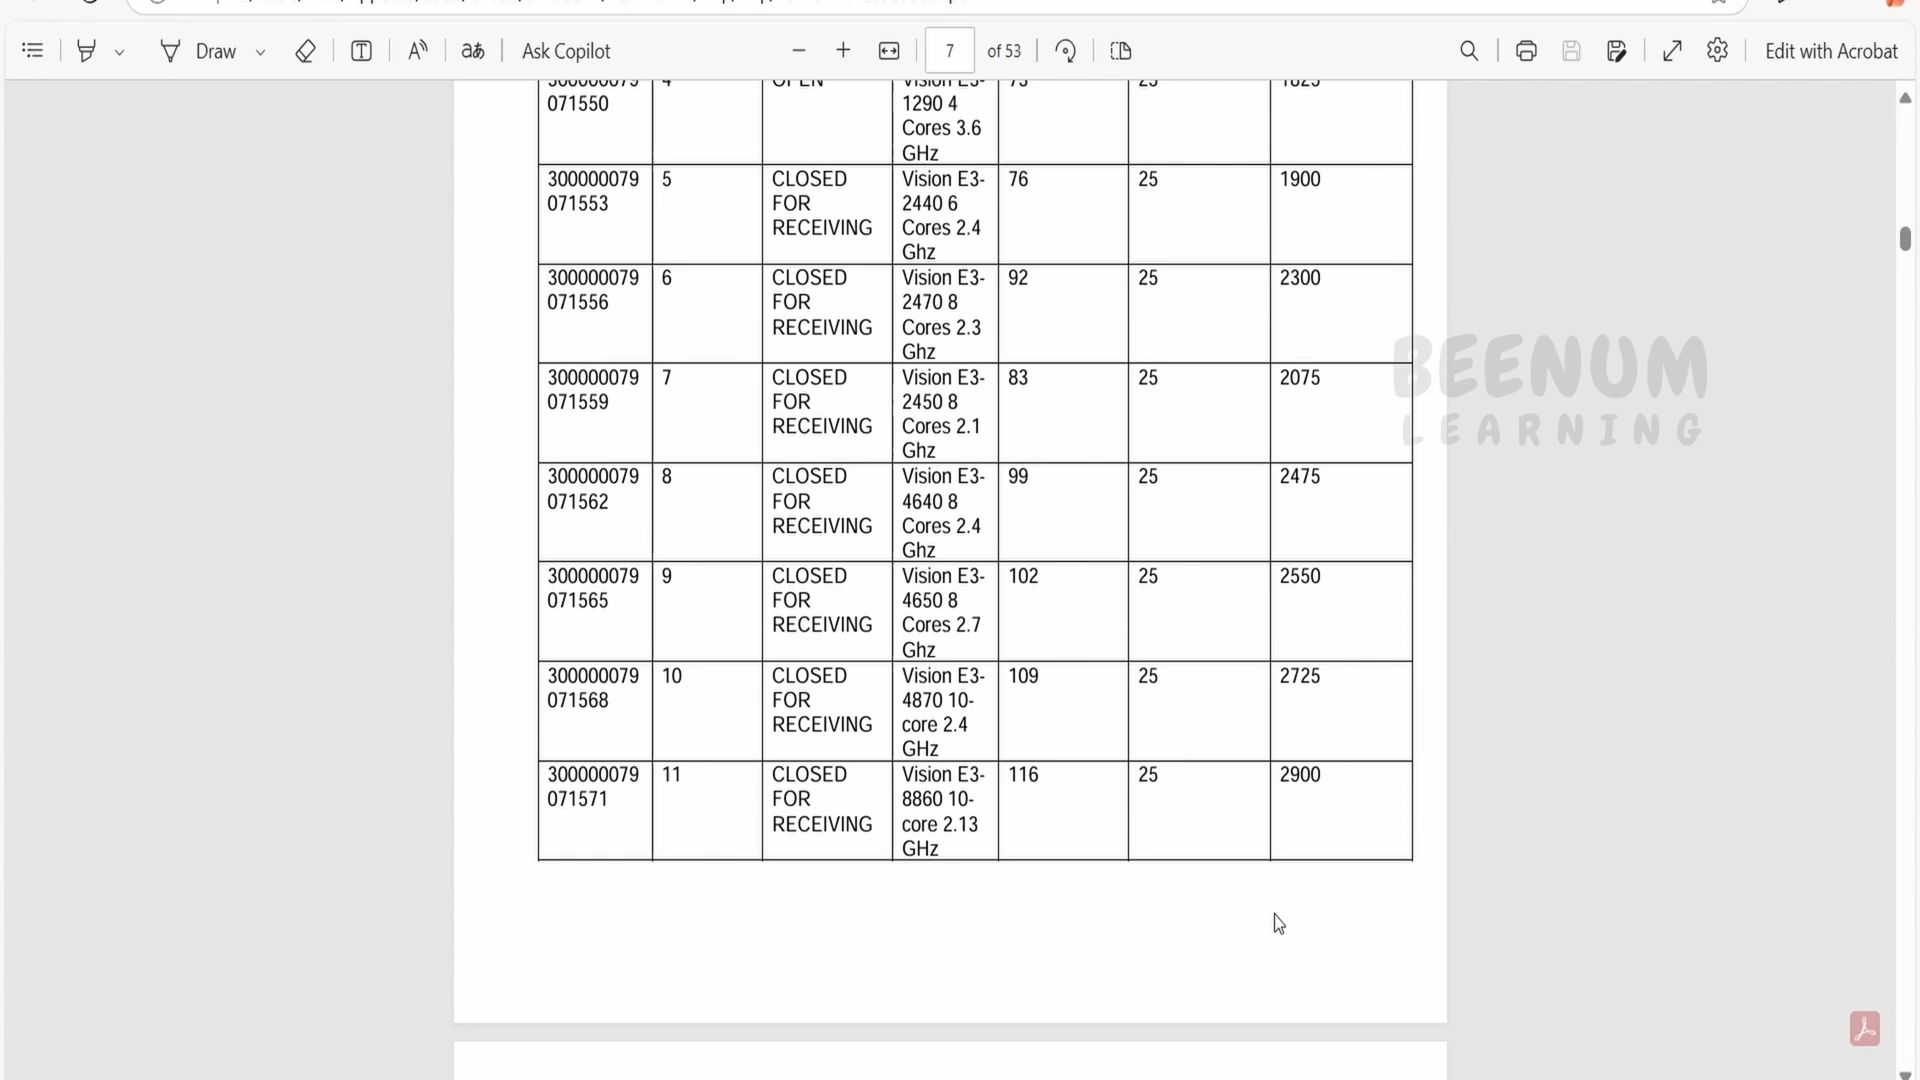 Draw
Ask Copilot
7 of 53
Edit with Acrobat
071550
1290 4
Cores 3.6
GHz
300000079 5 CLOSED Vision E3- 76 25 1900
071553 FOR 2440 6
RECEIVING Cores 2.4
Ghz
300000079 6 CLOSED Vision E3- 92 25 2300
071556 FOR 2470 8
RECEIVING Cores 2.3
Ghz
300000079 7 CLOSED Vision E3- 83 25 2075
071559 FOR 2450 8
RECEIVING Cores 2.1
Ghz
300000079 8 CLOSED Vision E3- 99 25 2475
071562 FOR 4640 8
RECEIVING Cores 2.4
Ghz
300000079 9 CLOSED Vision E3- 102 25 2550
071565 FOR 4650 8
RECEIVING Cores 2.7
Ghz
300000079 10 CLOSED Vision E3- 109 25 2725
071568 FOR 4870 10-
RECEIVING core 2.4
GHz
300000079 11 CLOSED Vision E3- 116 25 2900
071571 FOR 8860 10-
RECEIVING core 2.13
GHz
BEENUM
LEARNING